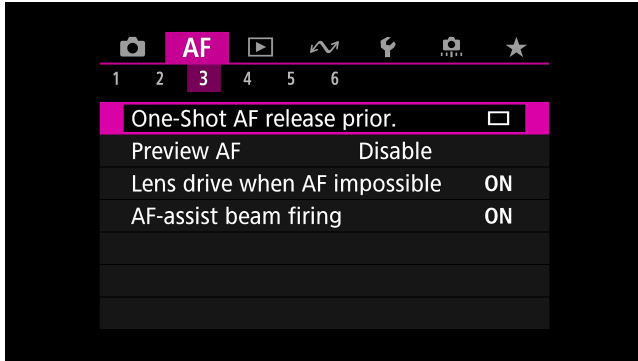 AF
1 2 3 4 5 6
One-Shot AF release prior.
Preview AF Disable
Lens drive when AF impossible ON
AF-assist beam firing ON